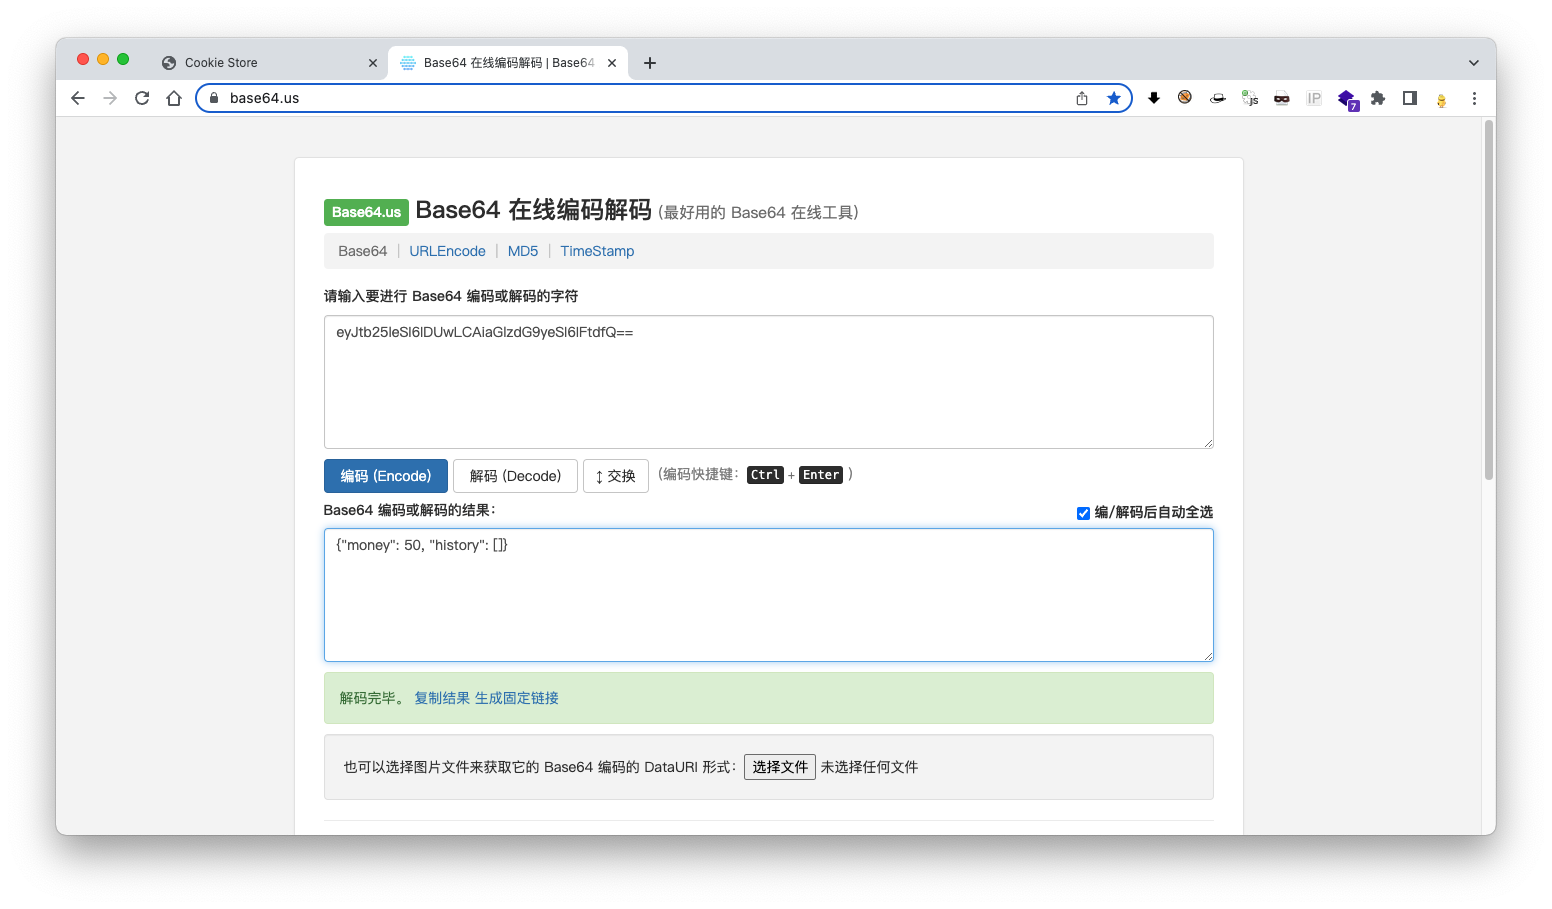 Cookie Store
Base64 在线编码解码 | Base64
base64.us
JS
IP
7
Base64.us Base64 在线编码解码 (最好用的 Base64 在线工具)
Base64 | URLEncode | MD5 | TimeStamp
请输入要进行 Base64 编码或解码的字符
eyJtb25leSI6IDUwLCAiaGlzdG9yeSI6IFtdfQ==
编码 (Encode) 解码 (Decode) ↕ 交换 (编码快捷键: Ctrl + Enter )
Base64 编码或解码的结果: 编/解码后自动全选
{"money": 50, "history": []}
解码完毕。 复制结果 生成固定链接
也可以选择图片文件来获取它的 Base64 编码的 DataURI 形式: 选择文件 未选择任何文件